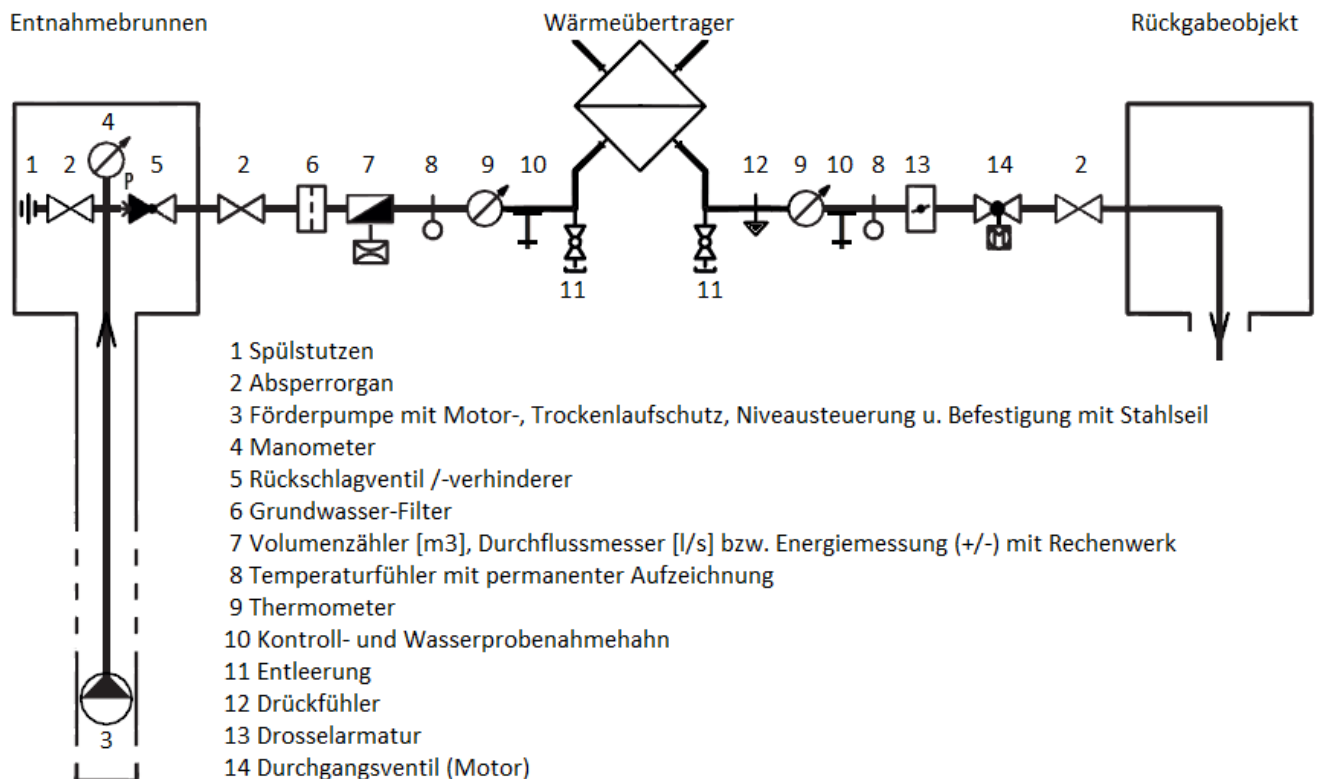 Entnahmebrunnen
Wärmeübertrager
Rückgabeobjekt
4
1 2 P 5 2 6 7 8 9 10 12 9 10 8 13 14 2
M
11 11
1 Spülstutzen
2 Absperrorgan
3 Förderpumpe mit Motor-, Trockenlaufschutz, Niveausteuerung u. Befestigung mit Stahlseil
4 Manometer
5 Rückschlagventil /-verhinderer
6 Grundwasser-Filter
7 Volumenzähler [m3], Durchflussmesser [l/s] bzw. Energiemessung (+/-) mit Rechenwerk
8 Temperaturfühler mit permanenter Aufzeichnung
9 Thermometer
10 Kontroll- und Wasserprobenahmehahn
11 Entleerung
12 Drückfühler
13 Drosselarmatur
14 Durchgangsventil (Motor)
3